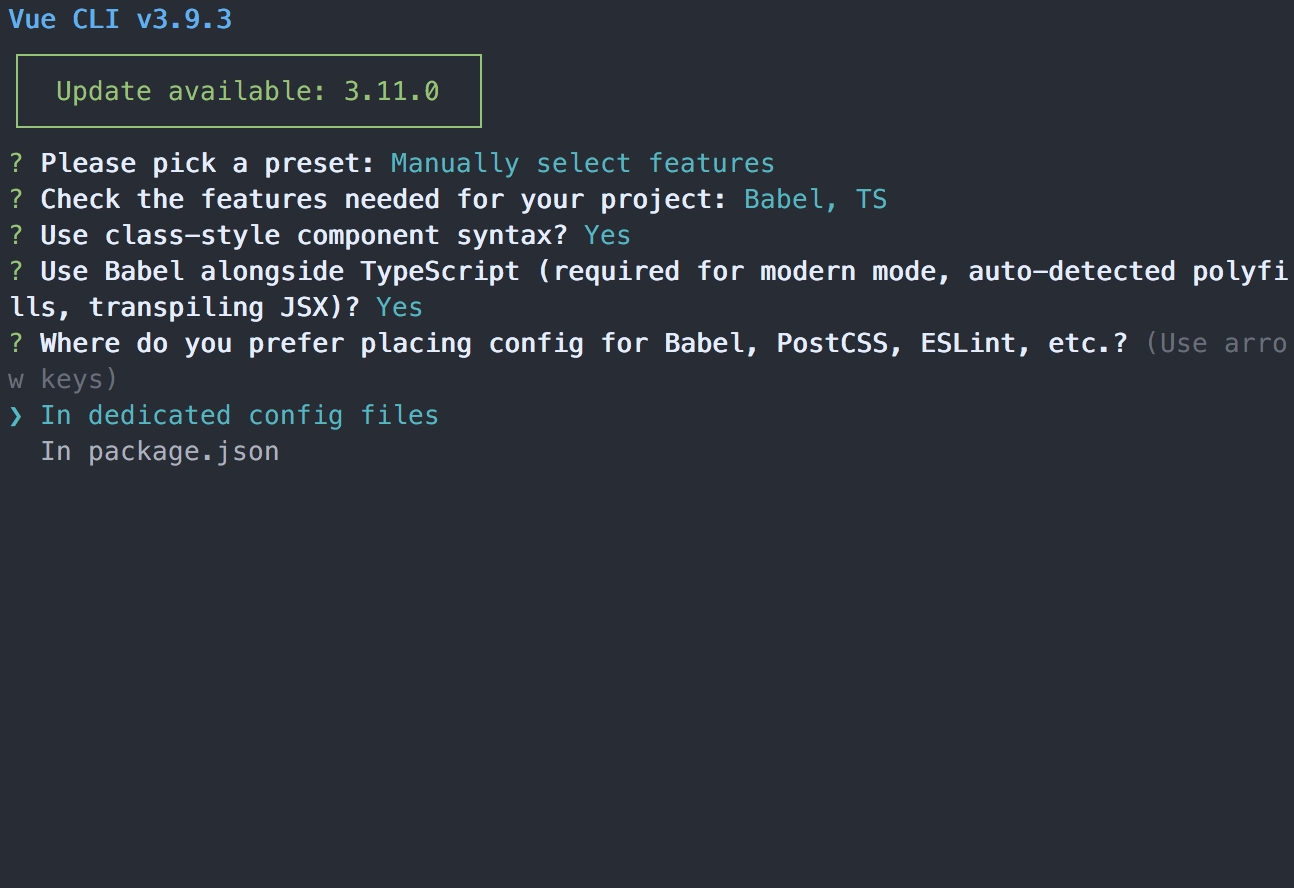 Vue CLI v3.9.3
Update available: 3.11.0
? Please pick a preset: Manually select features
? Check the features needed for your project: Babel, TS
? Use class-style component syntax? Yes
? Use Babel alongside TypeScript (required for modern mode, auto-detected polyfi
lls, transpiling JSX)? Yes
? Where do you prefer placing config for Babel, PostCSS, ESLint, etc.? (Use arro
w keys)
❯ In dedicated config files
In package.json